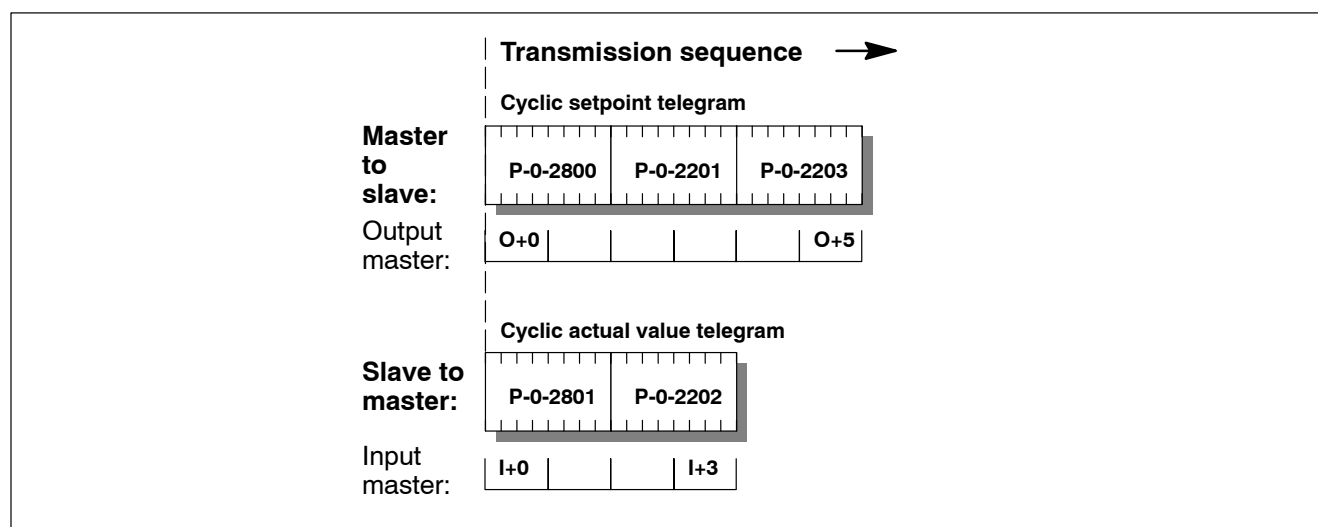 Transmission sequence
Cyclic setpoint telegram
Master
to
slave:
P-0-2800 P-0-2201 P-0-2203
Output
master:
O+0 O+5
Cyclic actual value telegram
Slave to
master:
P-0-2801 P-0-2202
Input
master:
I+0 I+3